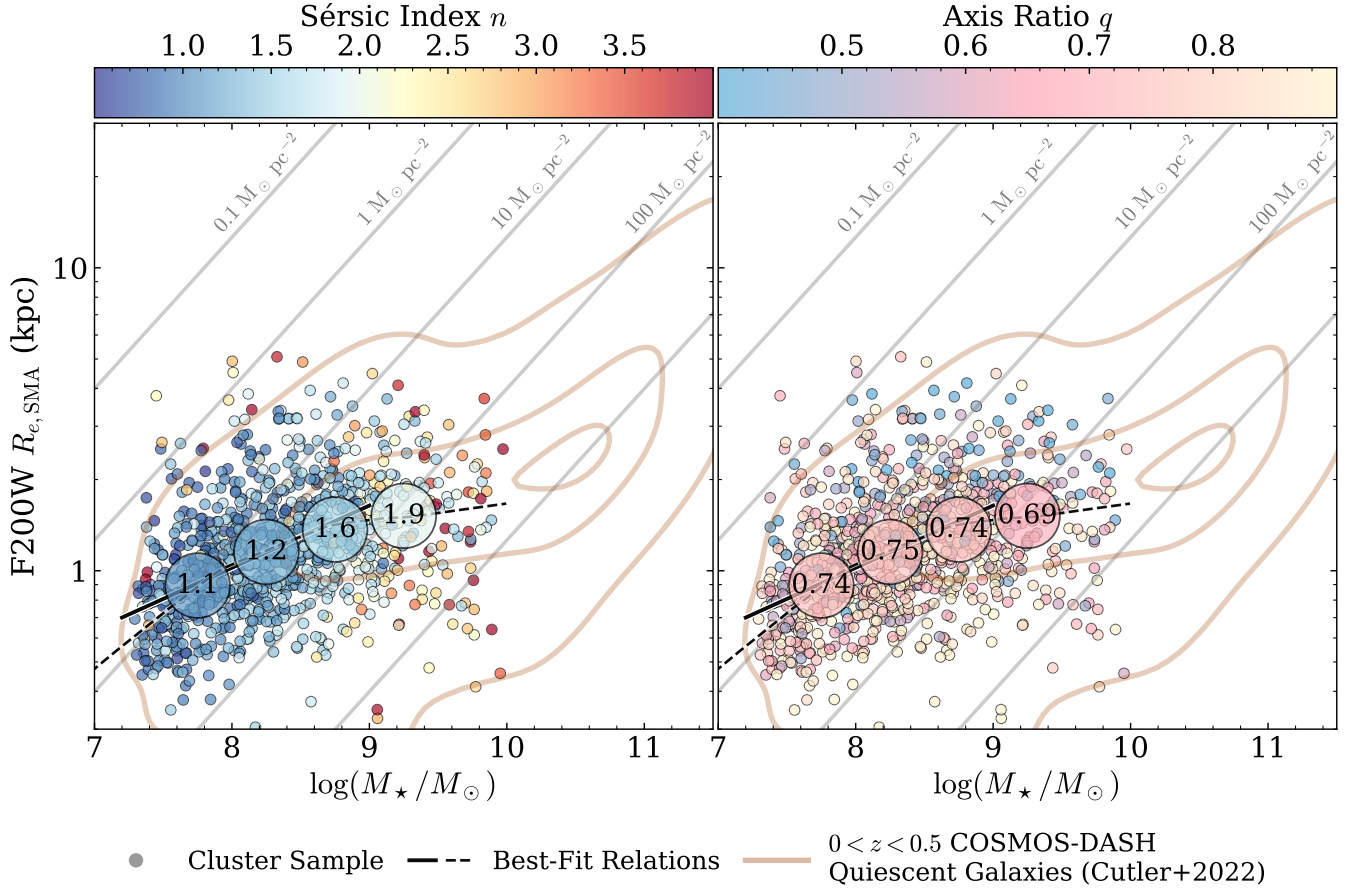 Sérsic Index n
1.0 1.5 2.0 2.5 3.0 3.5
Axis Ratio q
0.5 0.6 0.7 0.8
0.1 M⊙ pc⁻²
1 M⊙ pc⁻²
10 M⊙ pc⁻²
100 M⊙ pc⁻²
0.1 M⊙ pc⁻²
1 M⊙ pc⁻²
10 M⊙ pc⁻²
100 M⊙ pc⁻²
F200W Re,SMA (kpc)
10
1
1.1 1.2 1.6 1.9
0.74 0.75 0.74 0.69
7 8 9 10 11
7 8 9 10 11
log(M⋆/M⊙)
log(M⋆/M⊙)
Cluster Sample
Best-Fit Relations
0 < z < 0.5 COSMOS-DASH
Quiescent Galaxies (Cutler+2022)